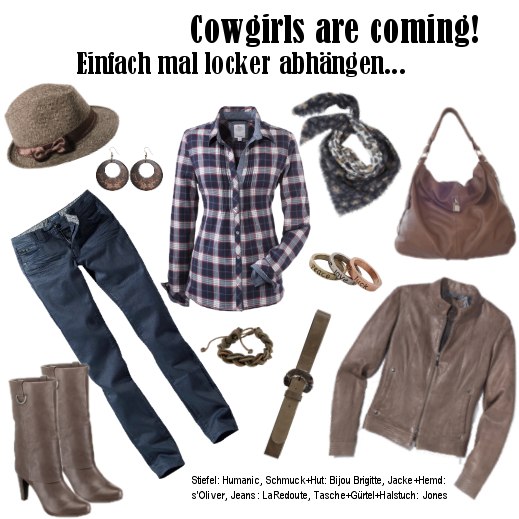 Cowgirls are coming!
Einfach mal locker abhängen...
Stiefel: Humanic, Schmuck+Hut: Bijou Brigitte, Jacke+Hemd:
s'Oliver, Jeans: LaRedoute, Tasche+Gürtel+Halstuch: Jones